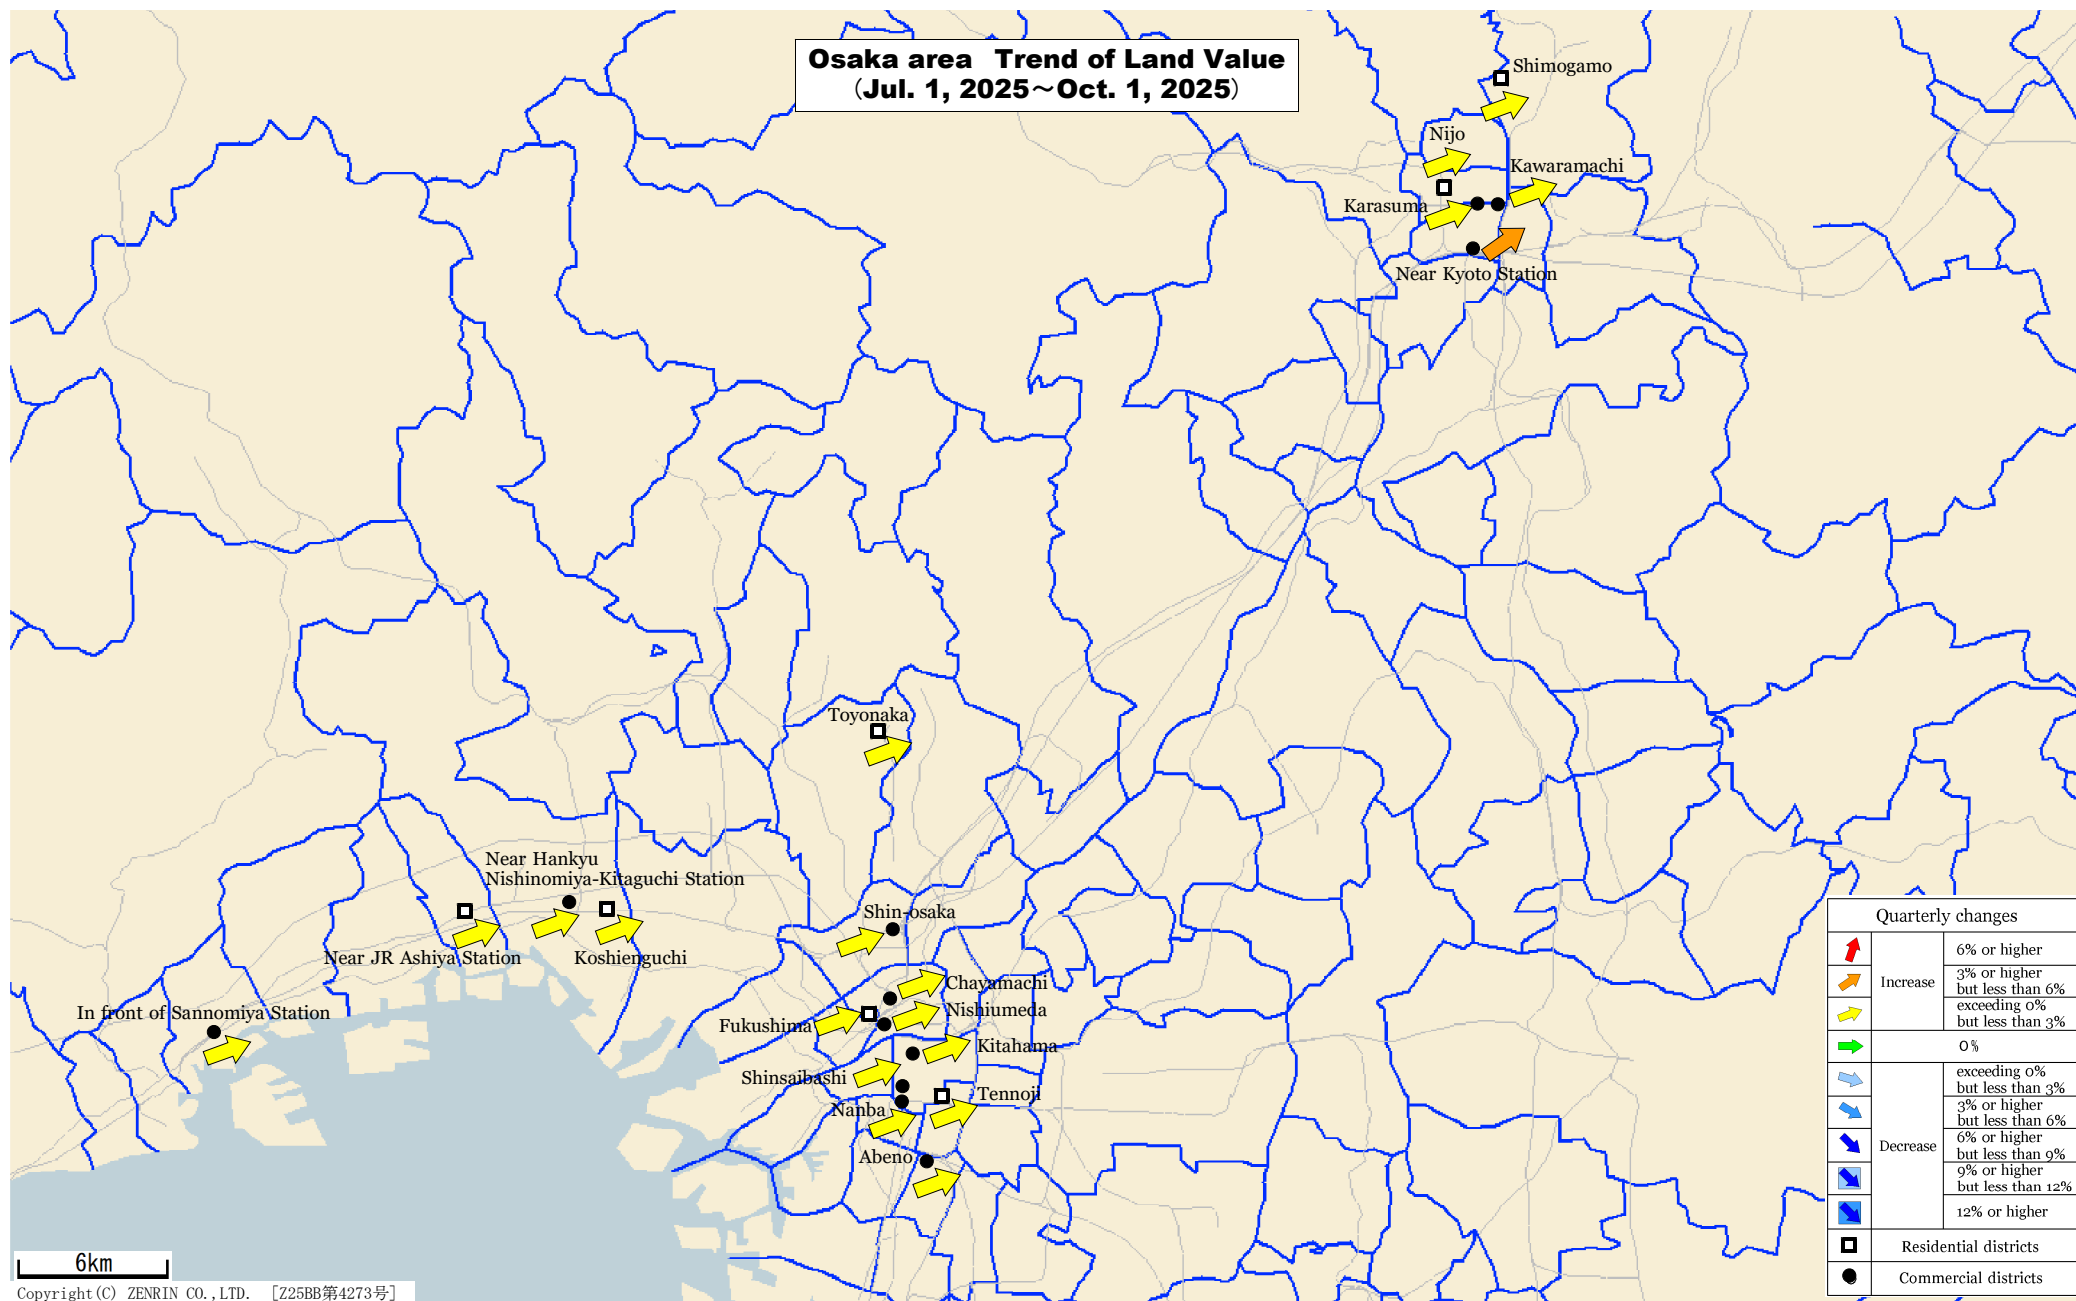 Osaka area Trend of Land Value
(Jul. 1, 2025～Oct. 1, 2025)
Shimogamo
Nijo
Kawaramachi
Karasuma
Near Kyoto Station
Toyonaka
Near Hankyu
Nishinomiya-Kitaguchi Station
Shin-osaka
Near JR Ashiya Station
Koshienguchi
Chayamachi
In front of Sannomiya Station
Nishiumeda
Fukushima
Kitahama
Shinsaibashi
Tennoji
Nanba
Abeno
Quarterly changes
Increase
6% or higher
3% or higher
but less than 6%
exceeding 0%
but less than 3%
0%
Decrease
exceeding 0%
but less than 3%
3% or higher
but less than 6%
6% or higher
but less than 9%
9% or higher
but less than 12%
12% or higher
Residential districts
Commercial districts
6km
Copyright(C) ZENRIN CO.,LTD. [Z25BB第4273号]